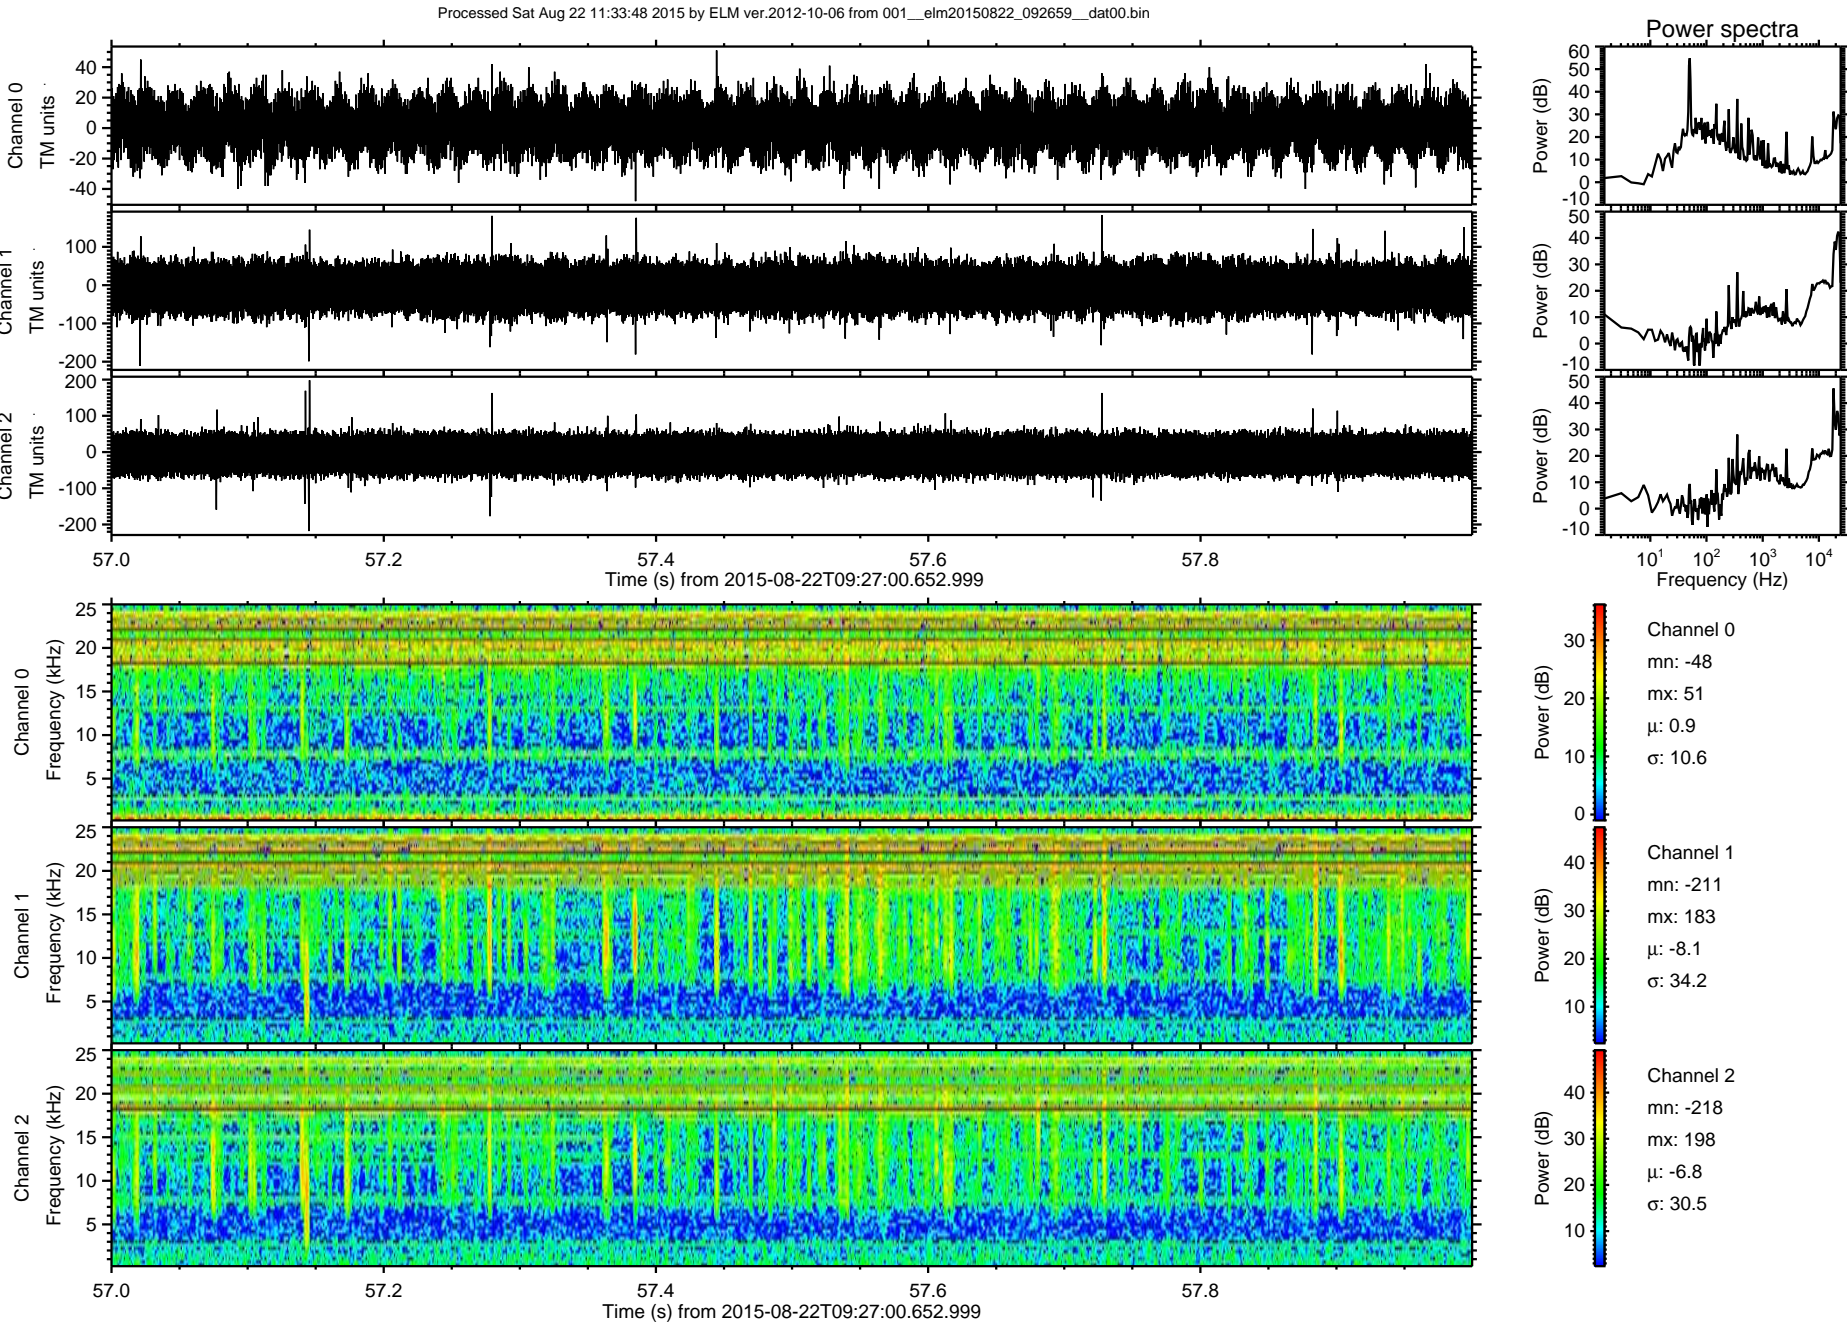 Processed Sat Aug 22 11:33:48 2015 by ELM ver.2012-10-06 from 001__elm20150822_092659__dat00.bin
Power spectra
Channel 0
TM units
40
20
0
-20
-40
Power (dB)
60
50
40
30
20
10
0
-10
Channel 1
TM units
100
0
-100
-200
Power (dB)
50
40
30
20
10
0
-10
Channel 2
TM units
200
100
0
-100
-200
Power (dB)
50
40
30
20
10
0
-10
57.0 57.2 57.4 57.6 57.8
Time (s) from 2015-08-22T09:27:00.652.999
10^1 10^2 10^3 10^4
Frequency (Hz)
Channel 0
Frequency (kHz)
25
20
15
10
5
Power (dB)
30
20
10
0
Channel 0
mn: -48
mx: 51
μ: 0.9
σ: 10.6
Channel 1
Frequency (kHz)
25
20
15
10
5
Power (dB)
40
30
20
10
Channel 1
mn: -211
mx: 183
μ: -8.1
σ: 34.2
Channel 2
Frequency (kHz)
25
20
15
10
5
Power (dB)
40
30
20
10
Channel 2
mn: -218
mx: 198
μ: -6.8
σ: 30.5
57.0 57.2 57.4 57.6 57.8
Time (s) from 2015-08-22T09:27:00.652.999